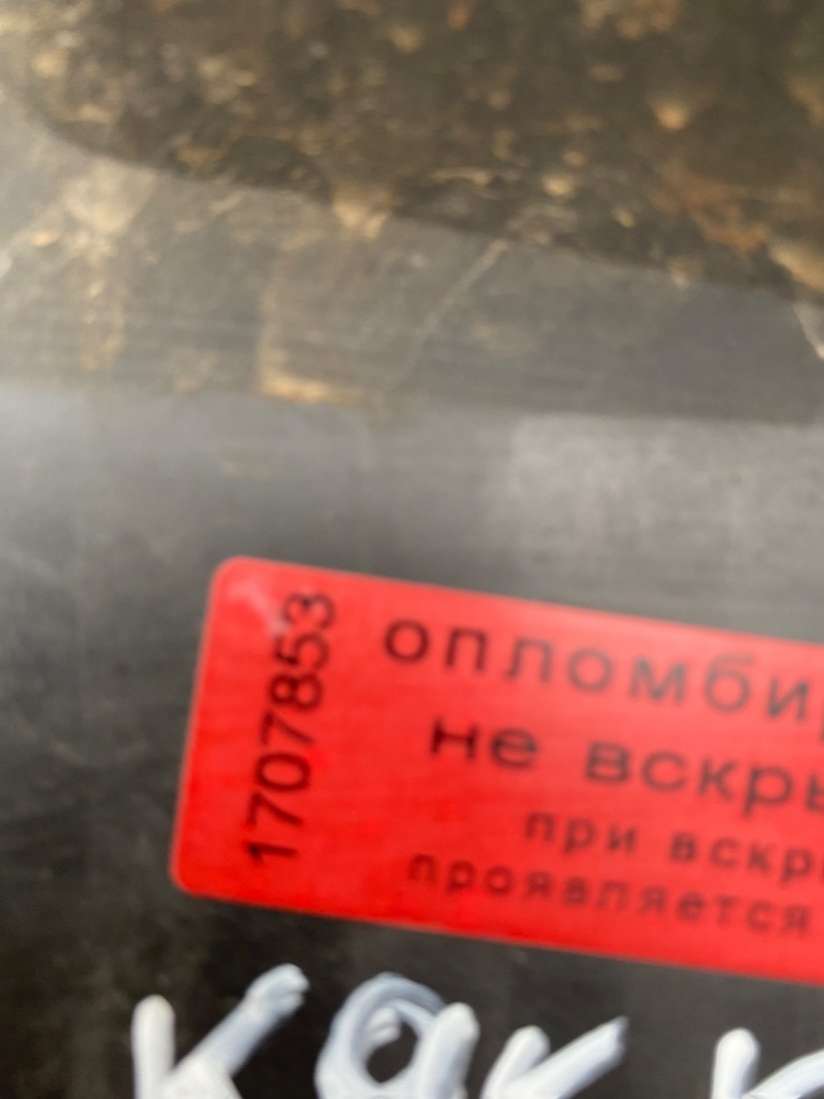 1707853
опломби
не вскры
при вскр
проявляется
как